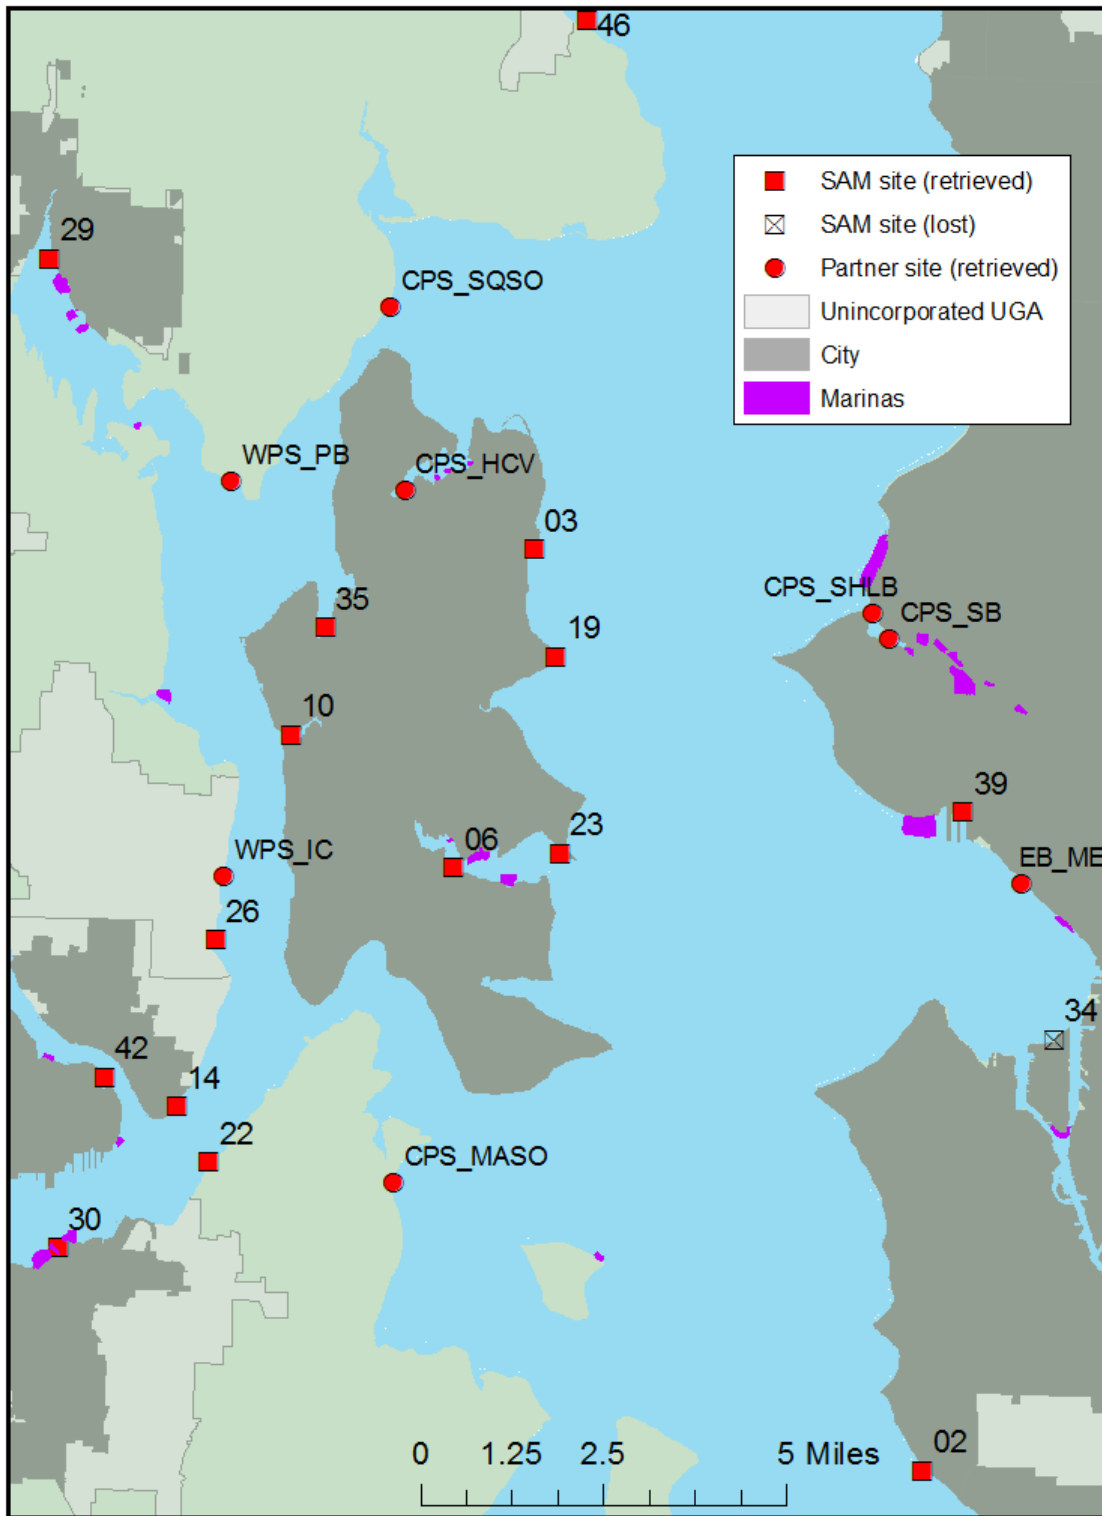 46
SAM site (retrieved)
SAM site (lost)
Partner site (retrieved)
Unincorporated UGA
City
Marinas
29
CPS_SQSO
WPS_PB
CPS_HCV
03
CPS_SHLB
35
CPS_SB
19
10
39
23
06
WPS_IC
EB_ME
26
34
42
14
22
CPS_MASO
30
02
0 1.25 2.5 5 Miles